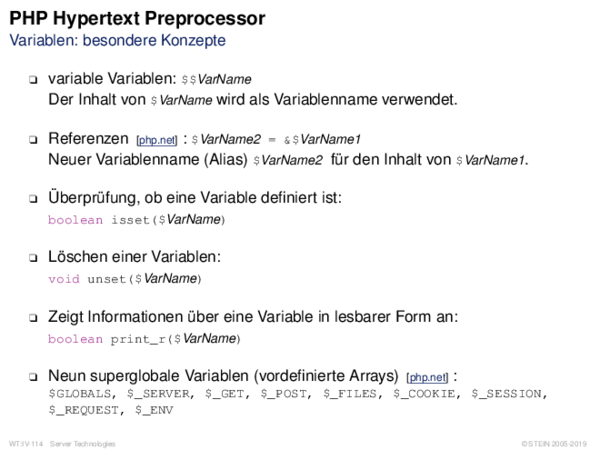 PHP Hypertext Preprocessor
Variablen: besondere Konzepte
❑ variable Variablen: $$VarName
Der Inhalt von $VarName wird als Variablenname verwendet.
❑ Referenzen [php.net] : $VarName2 = &$VarName1
Neuer Variablenname (Alias) $VarName2 für den Inhalt von $VarName1.
❑ Überprüfung, ob eine Variable definiert ist:
boolean isset($VarName)
❑ Löschen einer Variablen:
void unset($VarName)
❑ Zeigt Informationen über eine Variable in lesbarer Form an:
boolean print_r($VarName)
❑ Neun superglobale Variablen (vordefinierte Arrays) [php.net] :
$GLOBALS, $_SERVER, $_GET, $_POST, $_FILES, $_COOKIE, $_SESSION,
$_REQUEST, $_ENV
WT:IV-114 Server Technologies © STEIN 2005-2019